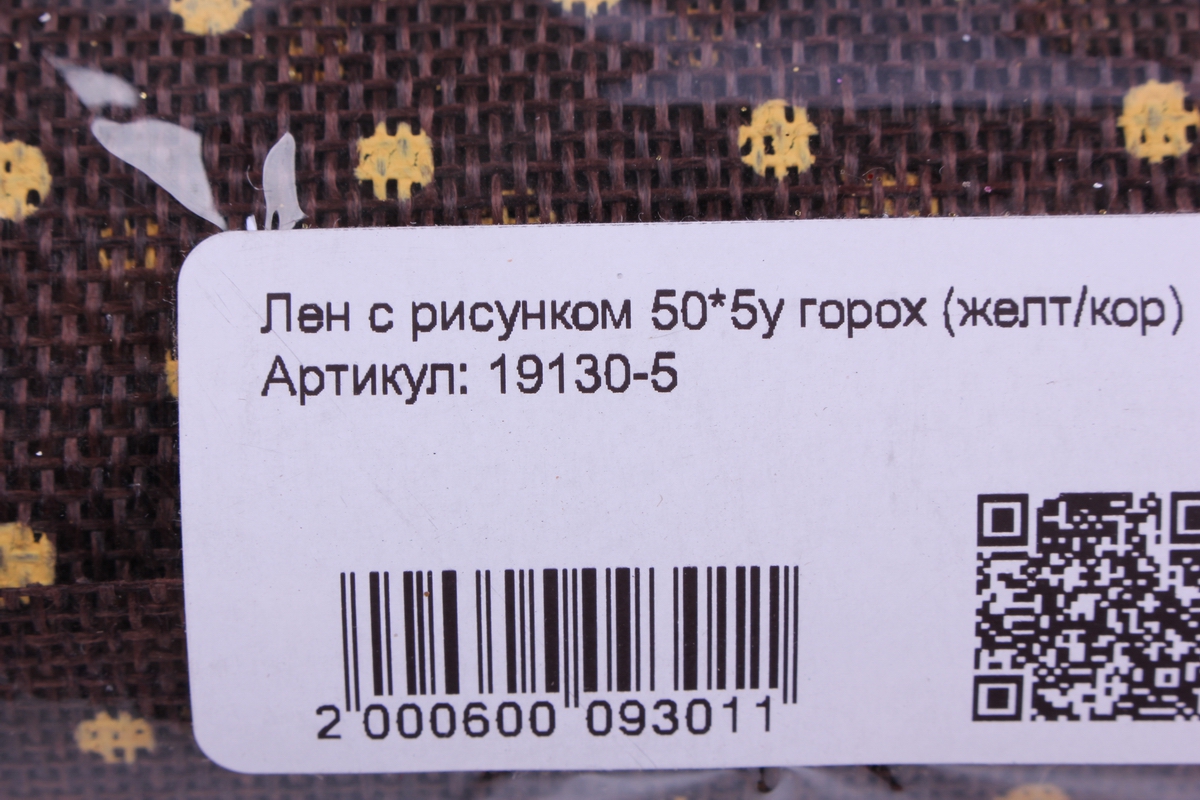 Лен с рисунком 50*5у горох (желт/кор)
Артикул: 19130-5
2 000600 093011